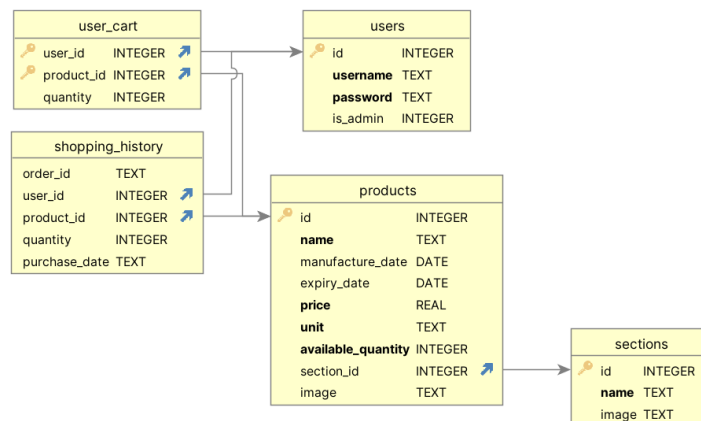 user_cart
user_id INTEGER
product_id INTEGER
quantity INTEGER
users
id INTEGER
username TEXT
password TEXT
is_admin INTEGER
shopping_history
order_id TEXT
user_id INTEGER
product_id INTEGER
quantity INTEGER
purchase_date TEXT
products
id INTEGER
name TEXT
manufacture_date DATE
expiry_date DATE
price REAL
unit TEXT
available_quantity INTEGER
section_id INTEGER
image TEXT
sections
id INTEGER
name TEXT
image TEXT